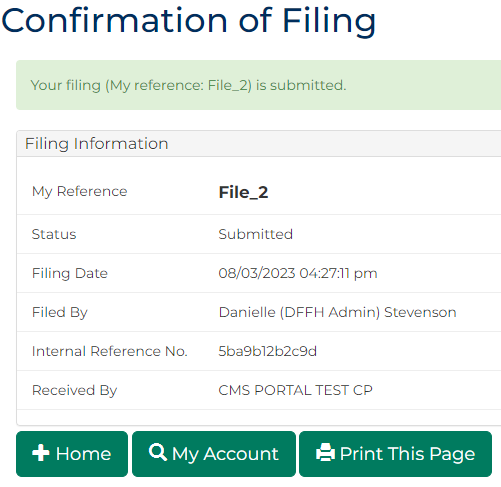 Confirmation of Filing
Your filing (My reference: File_2) is submitted.
Filing Information
My Reference File_2
Status Submitted
Filing Date 08/03/2023 04:27:11 pm
Filed By Danielle (DFFH Admin) Stevenson
Internal Reference No. 5ba9b12b2c9d
Received By CMS PORTAL TEST CP
Home My Account Print This Page